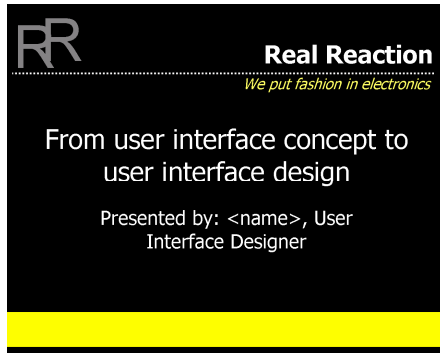 RR
Real Reaction
We put fashion in electronics
From user interface concept to
user interface design
Presented by: <name>, User
Interface Designer